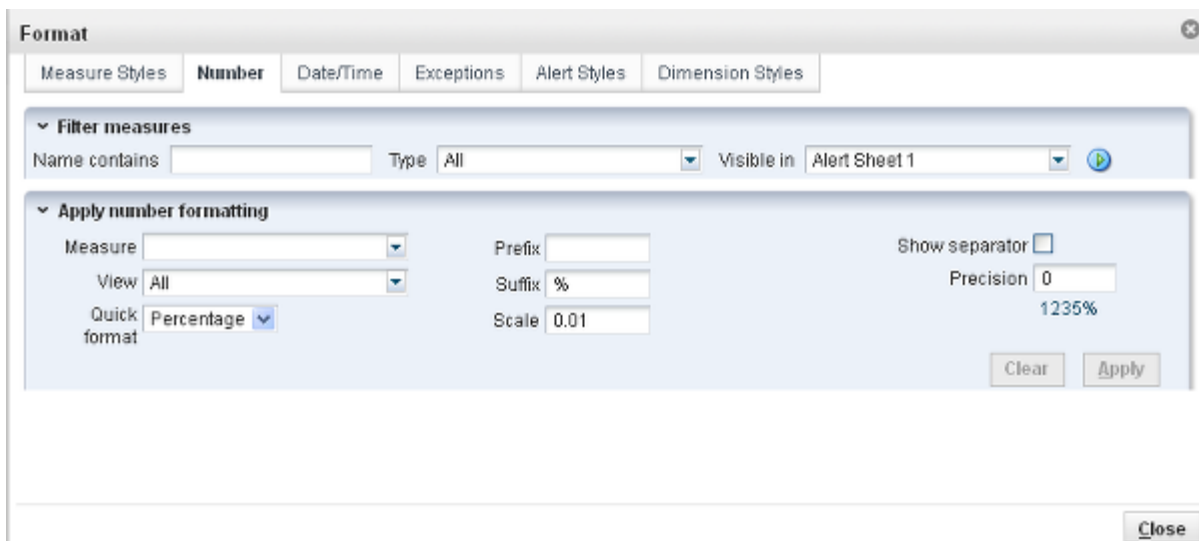 Format
Measure Styles Number Date/Time Exceptions Alert Styles Dimension Styles
Filter measures
Name contains Type All Visible in Alert Sheet 1
Apply number formatting
Measure Prefix Show separator
View All Suffix % Precision 0
Quick format Percentage Scale 0.01 1235%
Clear Apply
Close